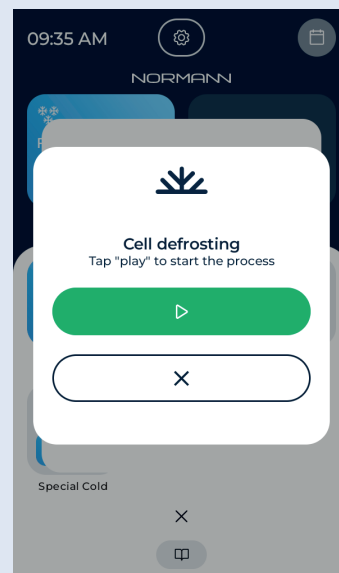 09:35 AM
NORMANN
Cell defrosting
Tap "play" to start the process
Special Cold